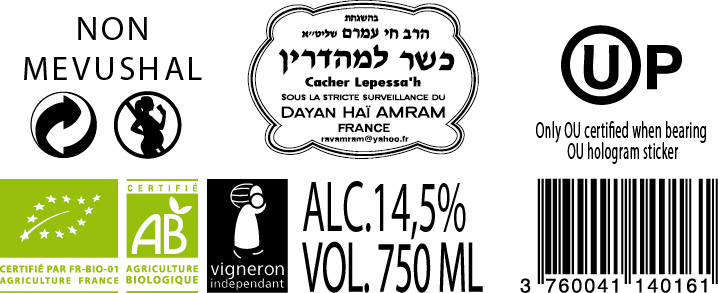 NON
MEVUSHAL
בהשגחת
הרב חי עמרם שליט״א
כשר למהדרין
Cacher Lepessa'h
SOUS LA STRICTE SURVEILLANCE DU
DAYAN HAÏ AMRAM
FRANCE
ravamram@yahoo.fr
U P
Only OU certified when bearing
OU hologram sticker
CERTIFIÉ PAR FR-BIO-01
AGRICULTURE FRANCE
CERTIFIÉ
AB
AGRICULTURE
BIOLOGIQUE
vigneron
indépendant
ALC.14,5%
VOL. 750 ML
3 760041 140161